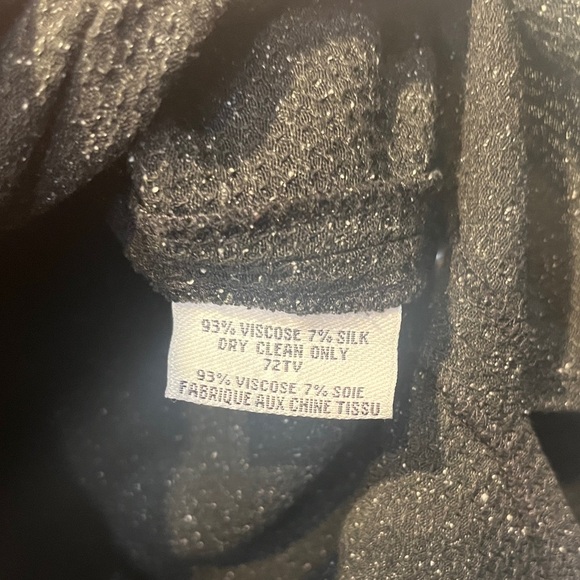 93% VISCOSE 7% SILK
DRY CLEAN ONLY
72TV
93% VISCOSE 7% SOIE
FABRIQUE AUX CHINE TISSU